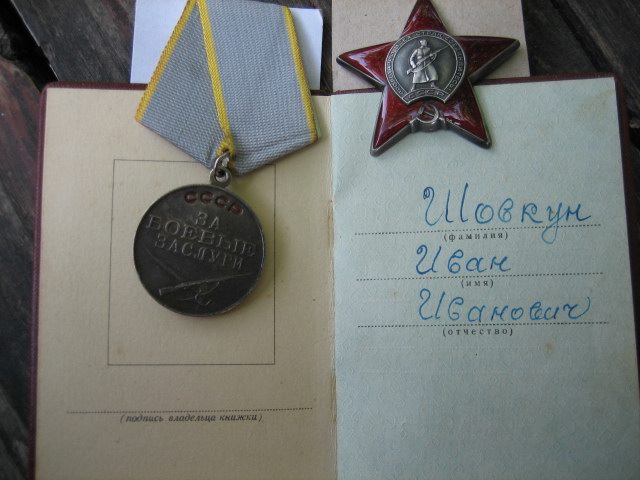 СССР
ЗА
БОЕВЫЕ
ЗАСЛУГИ
(подпись владельца книжки)
Шовкун
(фамилия)
Иван
(имя)
Иванович
(отчество)